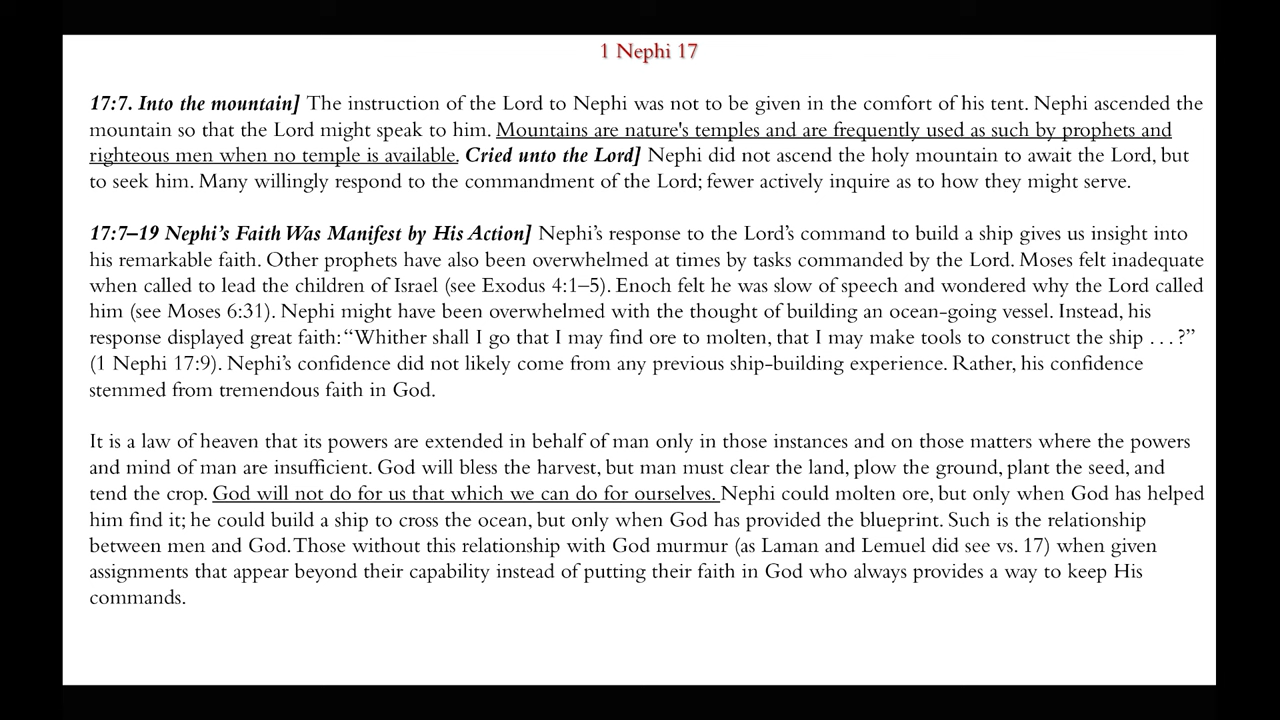 1 Nephi 17
17:7. Into the mountain] The instruction of the Lord to Nephi was not to be given in the comfort of his tent. Nephi ascended the
mountain so that the Lord might speak to him. Mountains are nature's temples and are frequently used as such by prophets and
righteous men when no temple is available. Cried unto the Lord] Nephi did not ascend the holy mountain to await the Lord, but
to seek him. Many willingly respond to the commandment of the Lord; fewer actively inquire as to how they might serve.
17:7–19 Nephi’s Faith Was Manifest by His Action] Nephi’s response to the Lord’s command to build a ship gives us insight into
his remarkable faith. Other prophets have also been overwhelmed at times by tasks commanded by the Lord. Moses felt inadequate
when called to lead the children of Israel (see Exodus 4:1–5). Enoch felt he was slow of speech and wondered why the Lord called
him (see Moses 6:31). Nephi might have been overwhelmed with the thought of building an ocean-going vessel. Instead, his
response displayed great faith: “Whither shall I go that I may find ore to molten, that I may make tools to construct the ship . . . ?”
(1 Nephi 17:9). Nephi’s confidence did not likely come from any previous ship-building experience. Rather, his confidence
stemmed from tremendous faith in God.
It is a law of heaven that its powers are extended in behalf of man only in those instances and on those matters where the powers
and mind of man are insufficient. God will bless the harvest, but man must clear the land, plow the ground, plant the seed, and
tend the crop. God will not do for us that which we can do for ourselves. Nephi could molten ore, but only when God has helped
him find it; he could build a ship to cross the ocean, but only when God has provided the blueprint. Such is the relationship
between men and God. Those without this relationship with God murmur (as Laman and Lemuel did see vs. 17) when given
assignments that appear beyond their capability instead of putting their faith in God who always provides a way to keep His
commands.